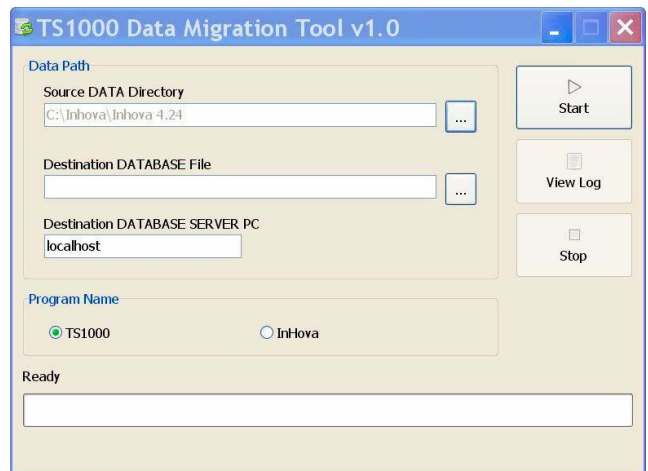 TS1000 Data Migration Tool v1.0
Data Path
Source DATA Directory
C:\Inhova\Inhova 4.24
...
Start
Destination DATABASE File
...
View Log
Destination DATABASE SERVER PC
localhost
Stop
Program Name
TS1000
InHova
Ready